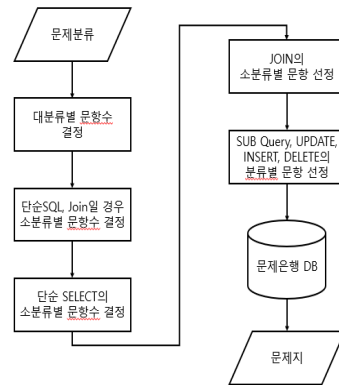 문제분류
대분류별 문항수
결정
단순SQL, Join일 경우
소분류별 문항수 결정
단순 SELECT의
소분류별 문항수 결정
JOIN의
소분류별 문항 선정
SUB Query, UPDATE,
INSERT, DELETE의
분류별 문항 선정
문제은행 DB
문제지